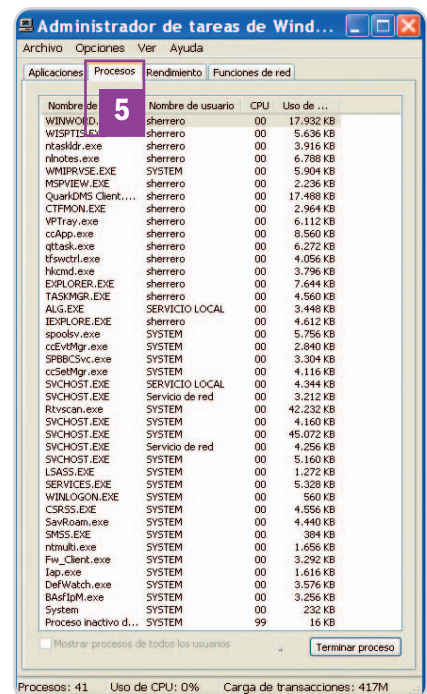 Administrador de tareas de Wind...
Archivo Opciones Ver Ayuda
Aplicaciones Procesos Rendimiento Funciones de red
5
Nombre de Nombre de usuario CPU Uso de ...
WINWORD. sherrero 00 17.932 KB
WISPTIS.EX sherrero 00 5.636 KB
ntaskldr.exe sherrero 00 3.916 KB
nlnotes.exe sherrero 00 6.788 KB
WMIPRVSE.EXE SYSTEM 00 5.904 KB
MSPVIEW.EXE sherrero 00 2.236 KB
QuarkDMS Client.... sherrero 00 17.488 KB
CTFMON.EXE sherrero 00 2.964 KB
VPTray.exe sherrero 00 6.112 KB
ccApp.exe sherrero 00 8.560 KB
qttask.exe sherrero 00 6.272 KB
tfswctrl.exe sherrero 00 4.056 KB
hkcmd.exe sherrero 00 3.796 KB
EXPLORER.EXE sherrero 00 7.644 KB
TASKMGR.EXE sherrero 00 4.560 KB
ALG.EXE SERVICIO LOCAL 00 3.448 KB
IEXPLORE.EXE sherrero 00 4.612 KB
spoolsv.exe SYSTEM 00 5.756 KB
ccEvtMgr.exe SYSTEM 00 2.840 KB
SPBBCSvc.exe SYSTEM 00 3.304 KB
ccSetMgr.exe SYSTEM 00 4.116 KB
SVCHOST.EXE SERVICIO LOCAL 00 4.344 KB
SVCHOST.EXE Servicio de red 00 3.212 KB
Rtvscan.exe SYSTEM 00 42.232 KB
SVCHOST.EXE SYSTEM 00 4.160 KB
SVCHOST.EXE SYSTEM 00 45.072 KB
SVCHOST.EXE Servicio de red 00 4.256 KB
SVCHOST.EXE SYSTEM 00 5.160 KB
LSASS.EXE SYSTEM 00 1.272 KB
SERVICES.EXE SYSTEM 00 5.328 KB
WINLOGON.EXE SYSTEM 00 560 KB
CSRSS.EXE SYSTEM 00 4.556 KB
SavRoam.exe SYSTEM 00 4.440 KB
SMSS.EXE SYSTEM 00 384 KB
ntmulti.exe SYSTEM 00 1.656 KB
Fw_Client.exe SYSTEM 00 3.292 KB
Iap.exe SYSTEM 00 1.616 KB
DefWatch.exe SYSTEM 00 3.576 KB
BAsfIpM.exe SYSTEM 00 3.256 KB
System SYSTEM 00 232 KB
Proceso inactivo d... SYSTEM 99 16 KB
Mostrar procesos de todos los usuarios Terminar proceso
Procesos: 41 Uso de CPU: 0% Carga de transacciones: 417M